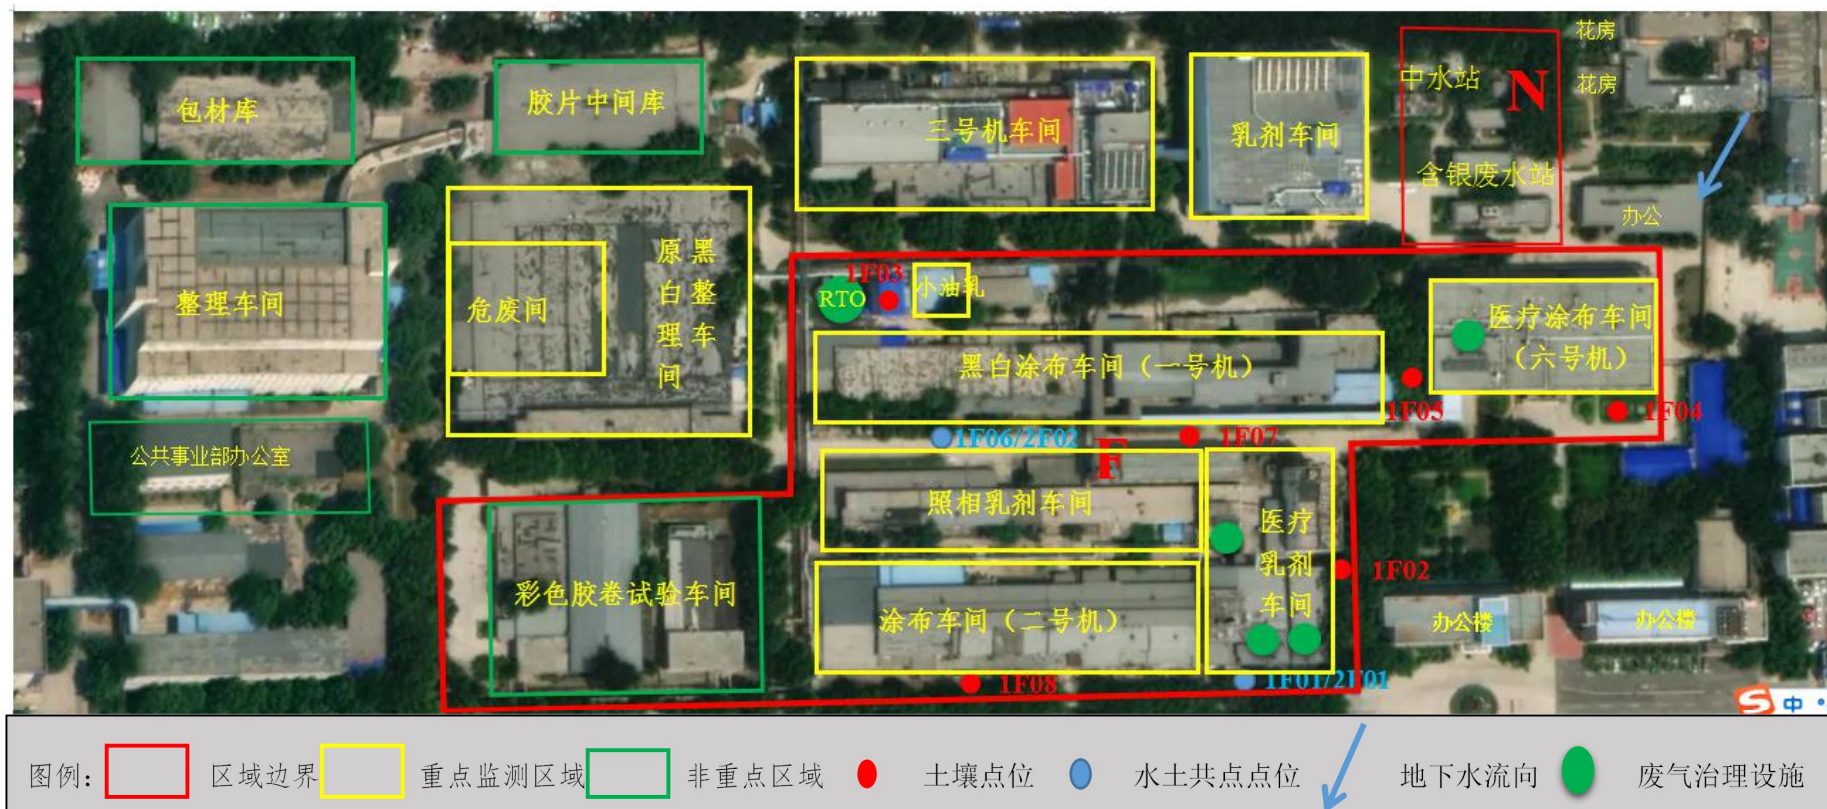 花房
包材库
胶片中间库
三号机车间
乳剂车间
中水站
N
花房
含银废水站
办公
整理车间
危废间
原黑
白整
理车
间
1F03
RTO
小油乳
医疗涂布车间
（六号机）
黑白涂布车间（一号机）
1F05
1F04
公共事业部办公室
1F06/2F02
F
1F07
照相乳剂车间
医疗
乳剂
车间
1F02
彩色胶卷试验车间
涂布车间（二号机）
办公楼
办公楼
1F08
1F01/2F01
中
图例：
区域边界
重点监测区域
非重点区域
土壤点位
水土共点点位
地下水流向
废气治理设施